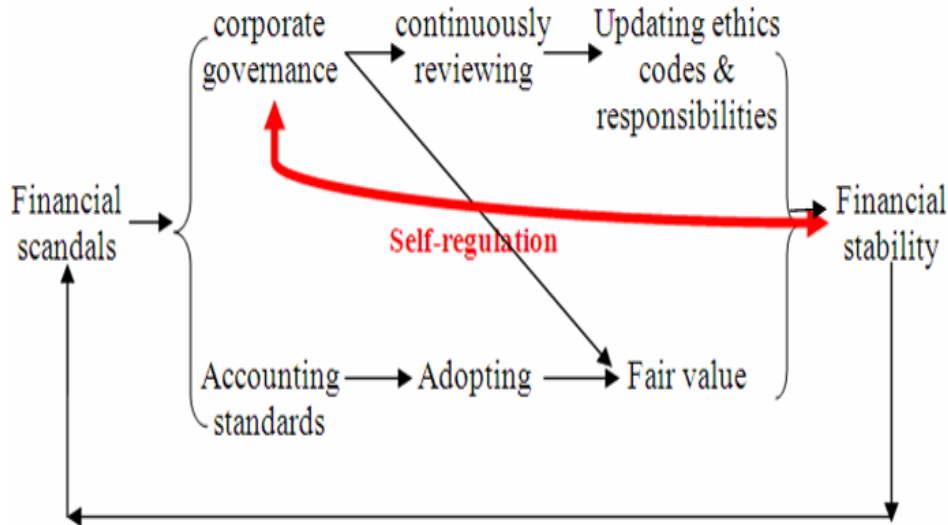 corporate
governance
continuously
reviewing
Updating ethics
codes &
responsibilities
Financial
scandals
Self-regulation
Financial
stability
Accounting
standards
Adopting
Fair value